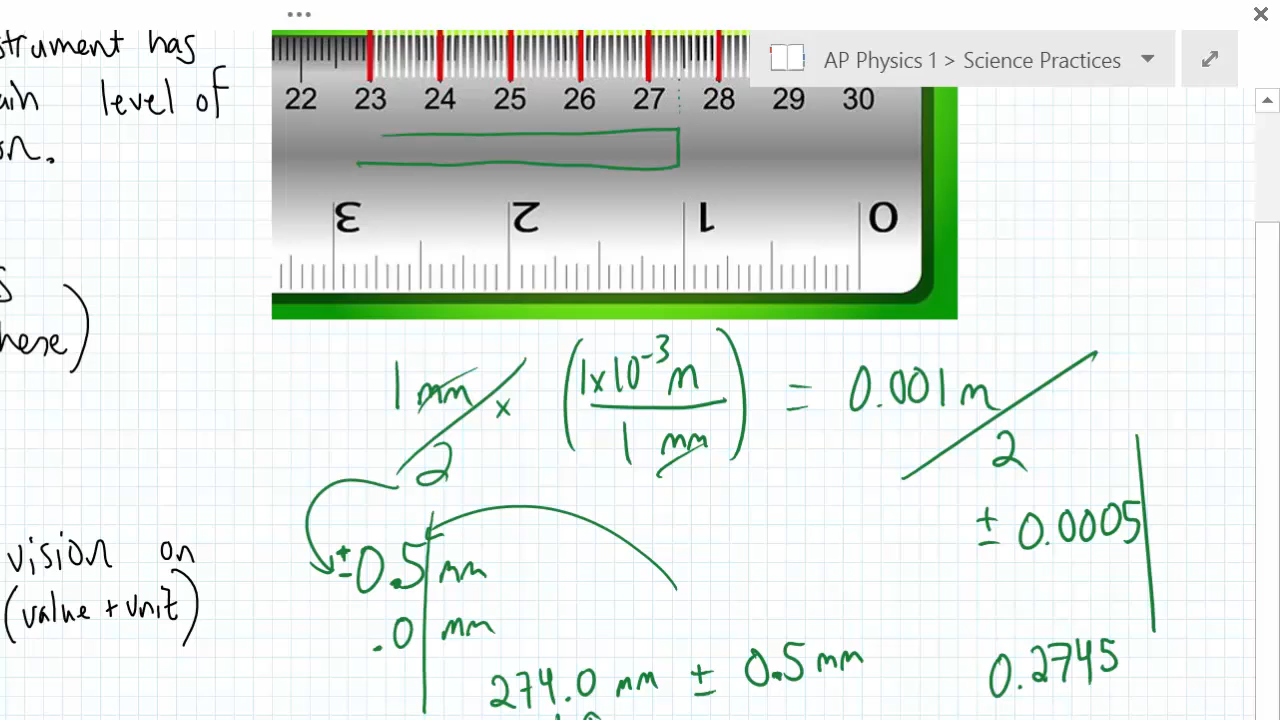 strument has
level of
on.
here)
vision on
(value + unit)
AP Physics 1 > Science Practices
22 23 24 25 26 27 28 29 30
3 2 1 0
1 mm / 2 x (1x10⁻³ m / 1 mm) = 0.001 m / 2
± 0.0005
±0.5 mm
.0 mm
274.0 mm ± 0.5 mm
0.2745